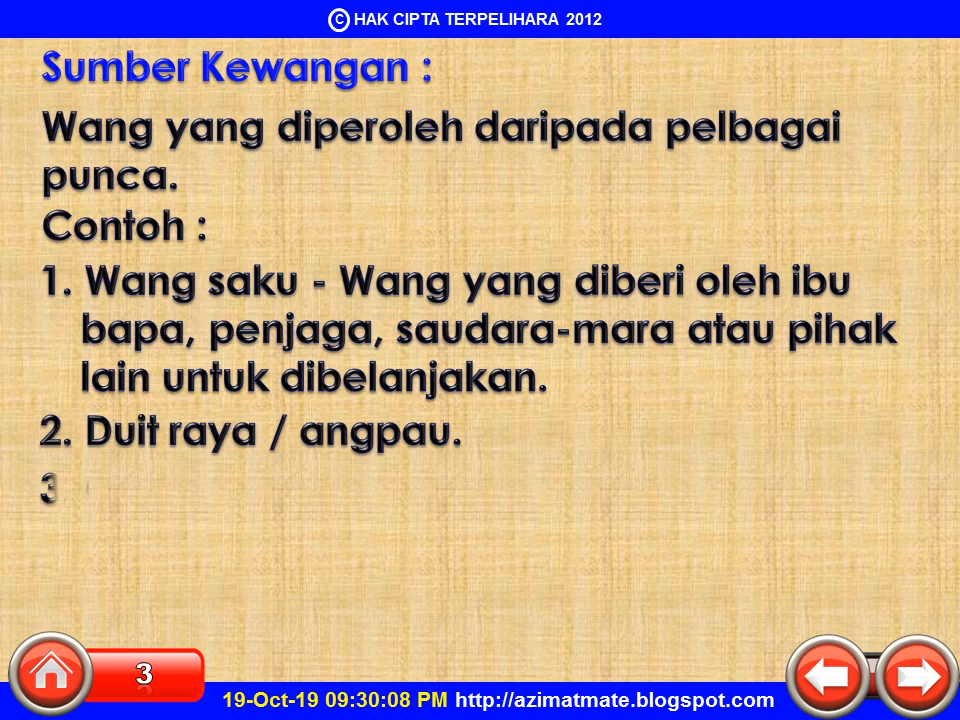 © HAK CIPTA TERPELIHARA 2012
Sumber Kewangan :
Wang yang diperoleh daripada pelbagai
punca.
Contoh :
1. Wang saku - Wang yang diberi oleh ibu
bapa, penjaga, saudara-mara atau pihak
lain untuk dibelanjakan.
2. Duit raya / angpau.
3
3
19-Oct-19 09:30:08 PM http://azimatmate.blogspot.com